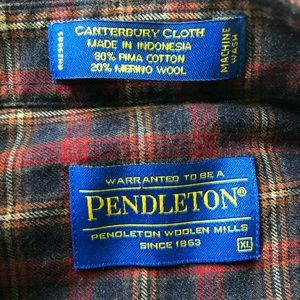 CANTERBURY CLOTH
MADE IN INDONESIA
80% PIMA COTTON
20% MERINO WOOL
MACHINE
WASH
WARRANTED TO BE A
PENDLETON®
PENDLETON WOOLEN MILLS
SINCE 1863
XL